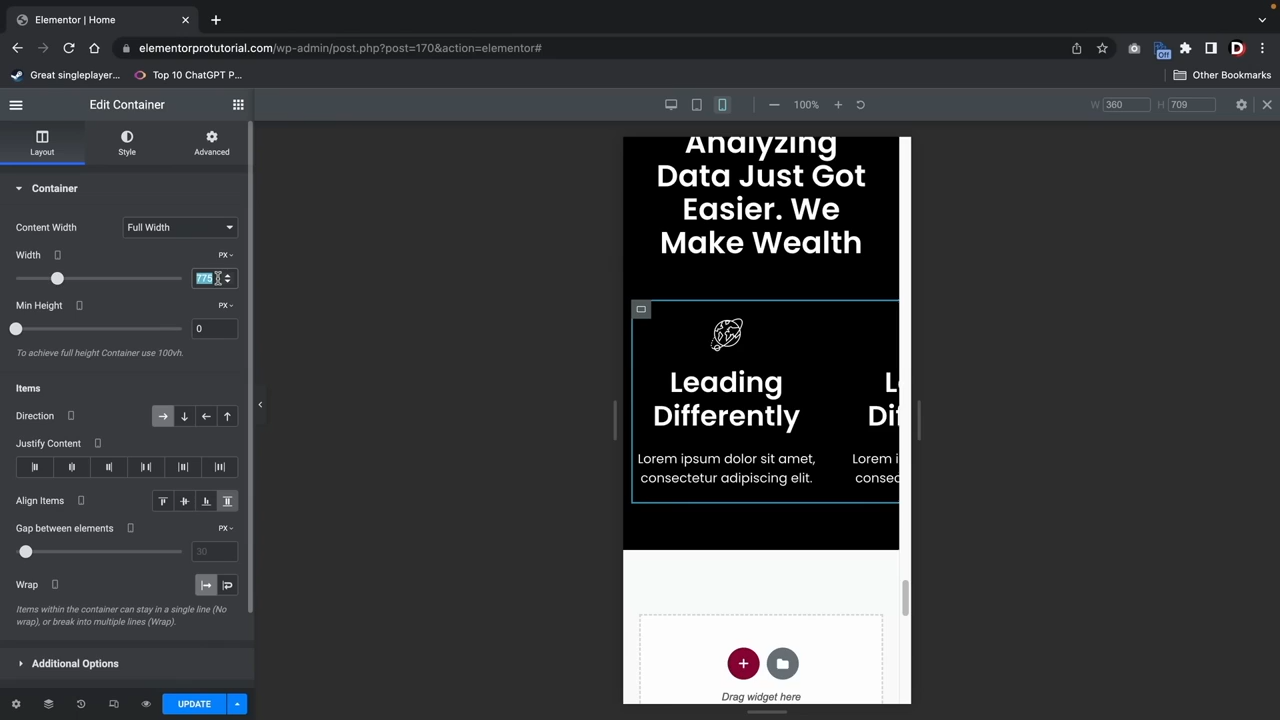 Elementor | Home
elementorprotutorial.com/wp-admin/post.php?post=170&action=elementor#
Off
D
Great singleplayer...
Top 10 ChatGPT P...
Other Bookmarks
Edit Container
100%
W 360
H 709
Layout
Style
Advanced
Container
Content Width
Full Width
Width
PX
775
Min Height
PX
0
To achieve full height Container use 100vh.
Items
Direction
Justify Content
Align Items
Gap between elements
PX
30
Wrap
Items within the container can stay in a single line (No
wrap), or break into multiple lines (Wrap).
Additional Options
UPDATE
Analyzing
Data Just Got
Easier. We
Make Wealth
Leading
Differently
Lorem ipsum dolor sit amet,
consectetur adipiscing elit.
L
Di
Lorem i
consec
Drag widget here